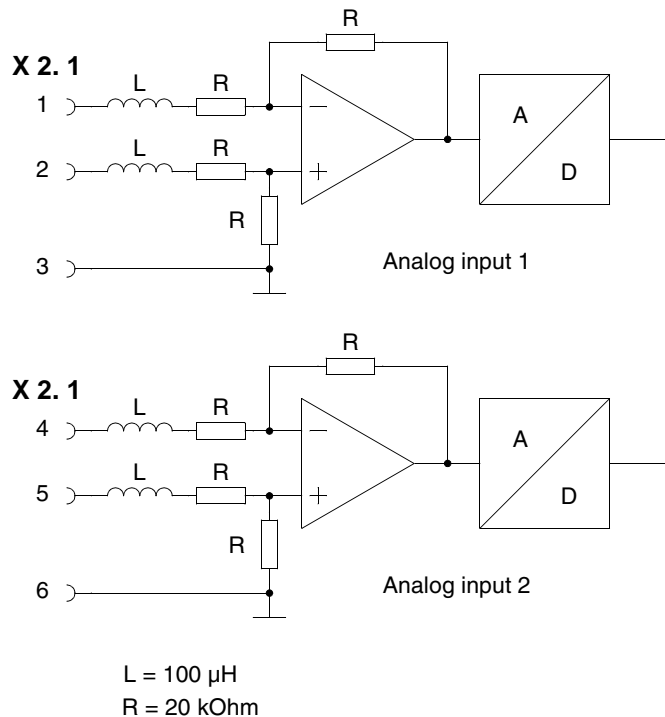 R
X 2. 1
L R
1 − A
L R
2 + D
R
3 Analog input 1
R
X 2. 1
L R
4 − A
L R
5 + D
R
6 Analog input 2
L = 100 µH
R = 20 kOhm